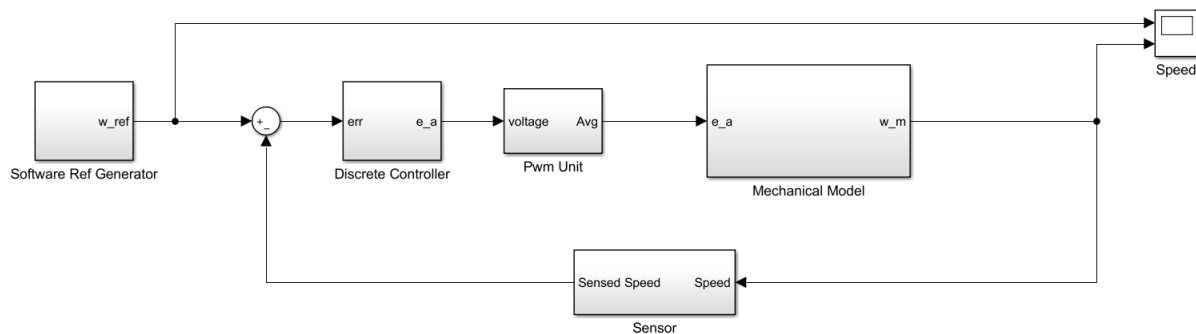 Speed
w_ref
Software Ref Generator
+
_
err
e_a
Discrete Controller
voltage
Avg
Pwm Unit
e_a
w_m
Mechanical Model
Sensed Speed
Speed
Sensor